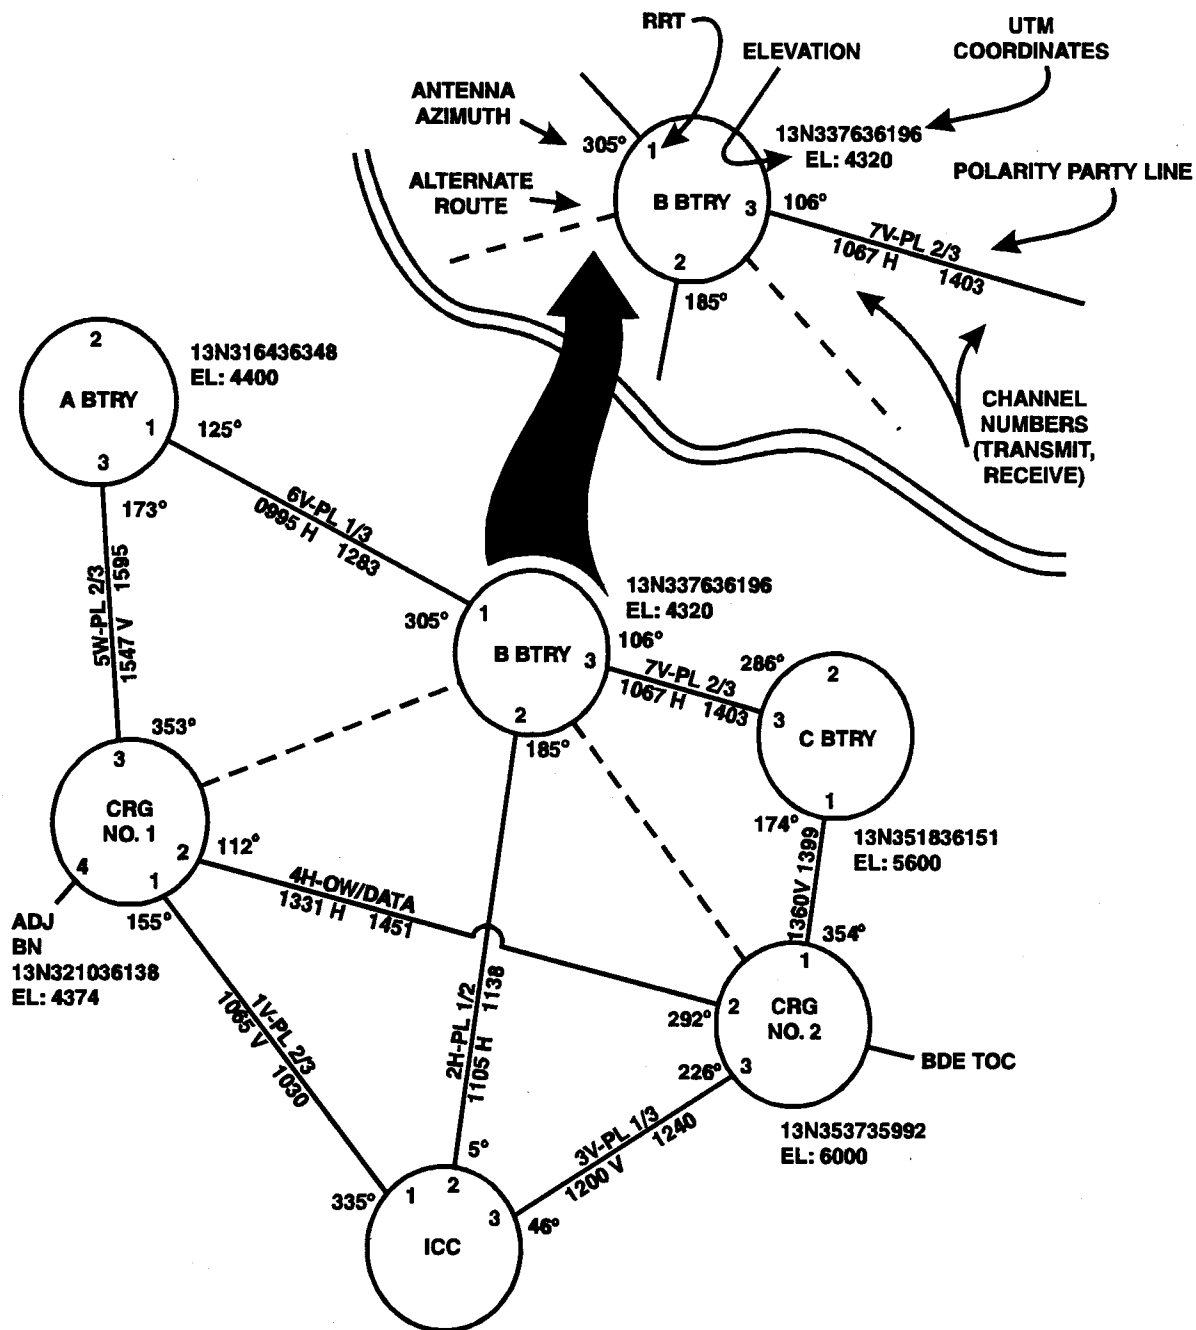 RRT
UTM
COORDINATES
ELEVATION
ANTENNA
AZIMUTH
305°
1
13N337636196
EL: 4320
ALTERNATE
ROUTE
B BTRY
3
106°
POLARITY PARTY LINE
7V-PL 2/3
1067 H 1403
2
185°
CHANNEL
NUMBERS
(TRANSMIT,
RECEIVE)
2
A BTRY
1
3
13N316436348
EL: 4400
125°
173°
6V-PL 1/3
0995 H 1283
5W-PL 2/3
1547 V 1595
305°
1
B BTRY
3
2
13N337636196
EL: 4320
106°
185°
7V-PL 2/3
1067 H 1403
286°
2
3
C BTRY
1
174°
13N351836151
EL: 5600
1360V 1399
353°
3
CRG
NO. 1
2
4
1
112°
155°
ADJ
BN
13N321036138
EL: 4374
4H-OW/DATA
1331 H 1451
1V-PL 2/3
1065 V 1030
2H-PL 1/2
1105 H 1138
354°
1
292°
2
CRG
NO. 2
226°
3
BDE TOC
13N353735992
EL: 6000
3V-PL 1/3
1200 V 1240
5°
335°
1
2
3
46°
ICC